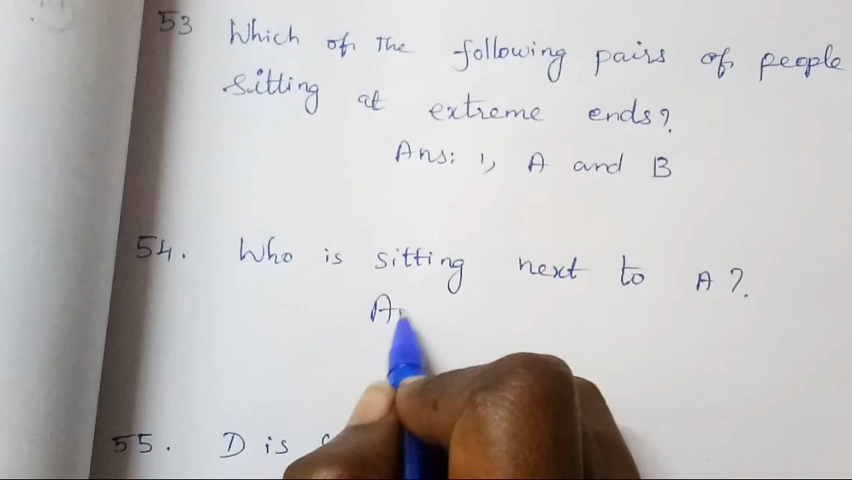 53 Which of the following pairs of people
sitting at extreme ends?
Ans: 1, A and B
54. Who is sitting next to A?
An
55. D is